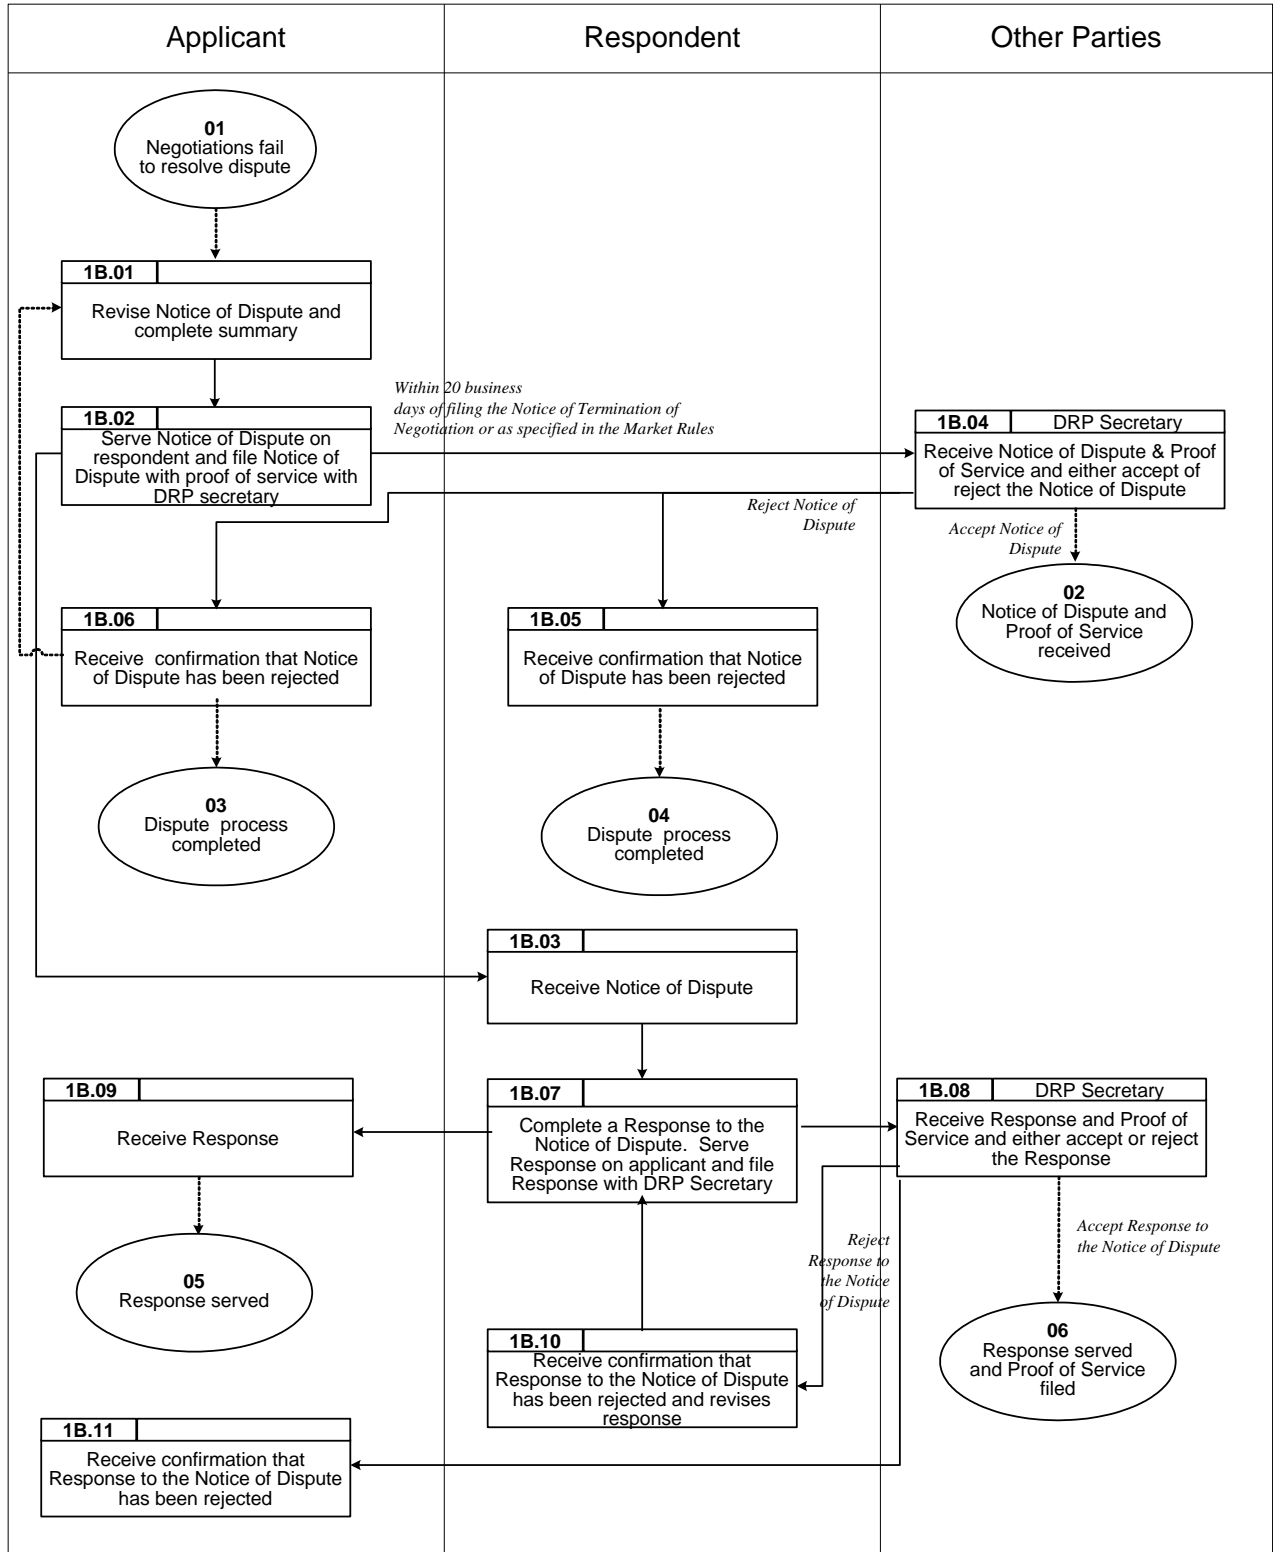 Applicant
Respondent
Other Parties
01
Negotiations fail
to resolve dispute
1B.01
Revise Notice of Dispute and
complete summary
Within 20 business
days of filing the Notice of Termination of
Negotiation or as specified in the Market Rules
1B.02
Serve Notice of Dispute on
respondent and file Notice of
Dispute with proof of service with
DRP secretary
1B.04
DRP Secretary
Receive Notice of Dispute & Proof
of Service and either accept of
reject the Notice of Dispute
Reject Notice of
Dispute
Accept Notice of
Dispute
02
Notice of Dispute and
Proof of Service
received
1B.06
Receive confirmation that Notice
of Dispute has been rejected
1B.05
Receive confirmation that Notice
of Dispute has been rejected
03
Dispute process
completed
04
Dispute process
completed
1B.03
Receive Notice of Dispute
1B.09
Receive Response
1B.07
Complete a Response to the
Notice of Dispute. Serve
Response on applicant and file
Response with DRP Secretary
1B.08
DRP Secretary
Receive Response and Proof of
Service and either accept or reject
the Response
05
Response served
Reject
Response to
the Notice
of Dispute
Accept Response to
the Notice of Dispute
06
Response served
and Proof of Service
filed
1B.10
Receive confirmation that
Response to the Notice of Dispute
has been rejected and revises
response
1B.11
Receive confirmation that
Response to the Notice of Dispute
has been rejected